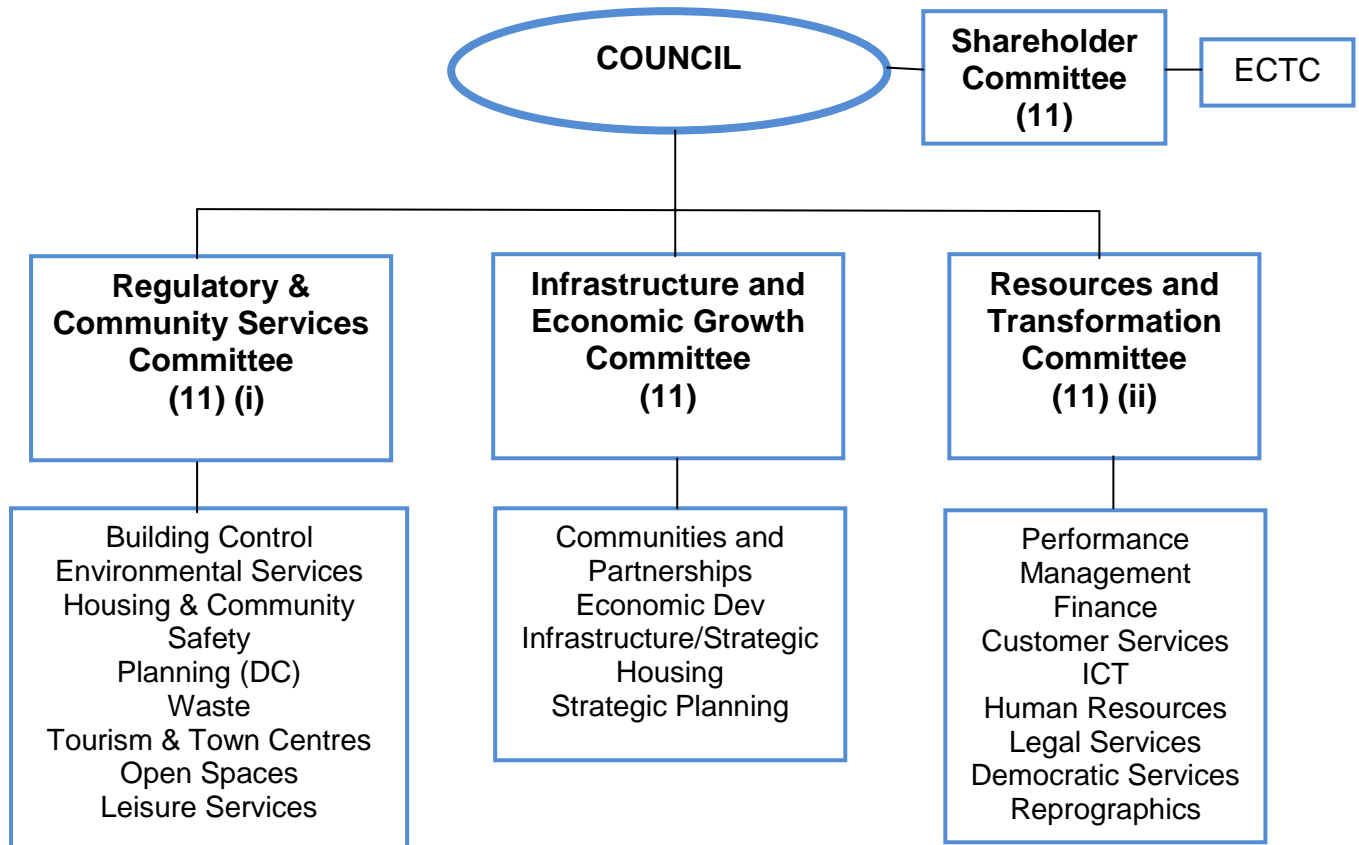 COUNCIL
Shareholder
Committee
(11)
ECTC
Regulatory &
Community Services
Committee
(11) (i)
Infrastructure and
Economic Growth
Committee
(11)
Resources and
Transformation
Committee
(11) (ii)
Building Control
Environmental Services
Housing & Community
Safety
Planning (DC)
Waste
Tourism & Town Centres
Open Spaces
Leisure Services
Communities and
Partnerships
Economic Dev
Infrastructure/Strategic
Housing
Strategic Planning
Performance
Management
Finance
Customer Services
ICT
Human Resources
Legal Services
Democratic Services
Reprographics